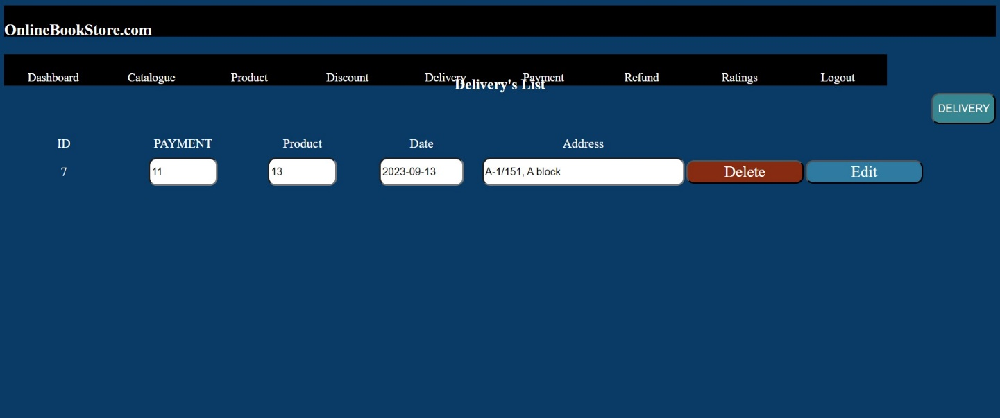 OnlineBookStore.com
Dashboard Catalogue Product Discount Delivery Payment Refund Ratings Logout
Delivery's List
DELIVERY
ID PAYMENT Product Date Address
7 11 13 2023-09-13 A-1/151, A block Delete Edit